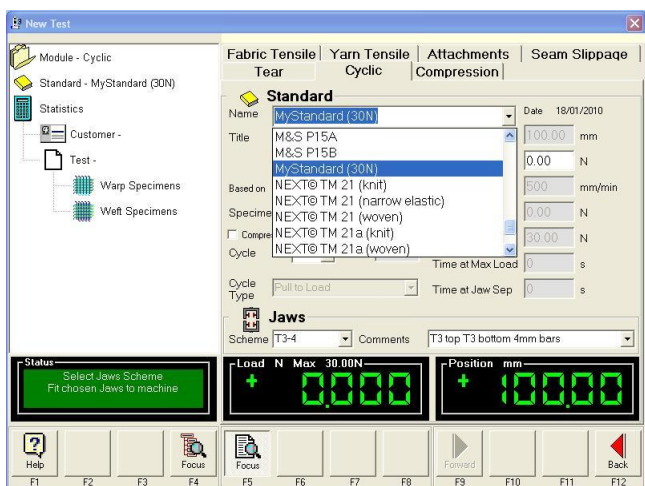 New Test
Module - Cyclic
Standard - MyStandard (30N)
Statistics
Customer -
Test -
Warp Specimens
Weft Specimens
Fabric Tensile Yarn Tensile Attachments Seam Slippage
Tear Cyclic Compression
Standard
Name MyStandard (30N) Date 18/01/2010
Title 100.00 mm
M&S P15A
M&S P15B
0.00 N
MyStandard (30N)
Based on NEXT© TM 21 (knit) 500 mm/min
NEXT© TM 21 (narrow elastic)
Specime NEXT© TM 21 (woven) 0.00 N
Compre NEXT© TM 21a (knit) 30.00 N
NEXT© TM 21a (woven)
Cycle
Time at Max Load 0 s
Cycle Type Pull to Load Time at Jaw Sep 0 s
Jaws
Scheme T3-4 Comments T3 top T3 bottom 4mm bars
Status
Select Jaws Scheme
Fit chosen Jaws to machine
Load N Max 30.00N
+ 0.000
Position mm
+ 100.00
Help Focus Focus Forward Back
F1 F2 F3 F4 F5 F6 F7 F8 F9 F10 F11 F12